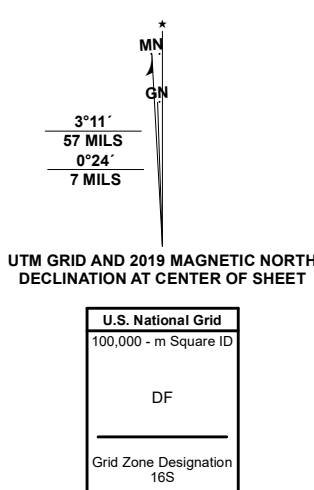 ★
MN
GN
3°11´
57 MILS
0°24´
7 MILS
UTM GRID AND 2019 MAGNETIC NORTH
DECLINATION AT CENTER OF SHEET
U.S. National Grid
100,000 - m Square ID
DF
Grid Zone Designation
16S